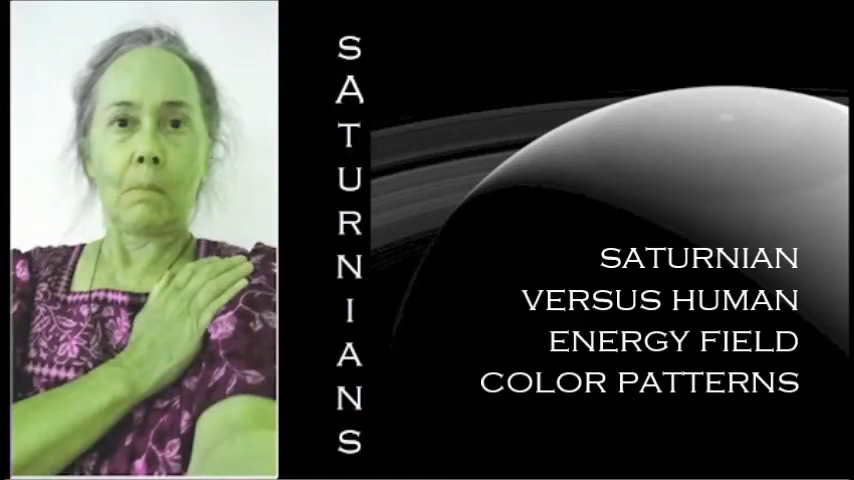 SATURNIANS
SATURNIAN
VERSUS HUMAN
ENERGY FIELD
COLOR PATTERNS